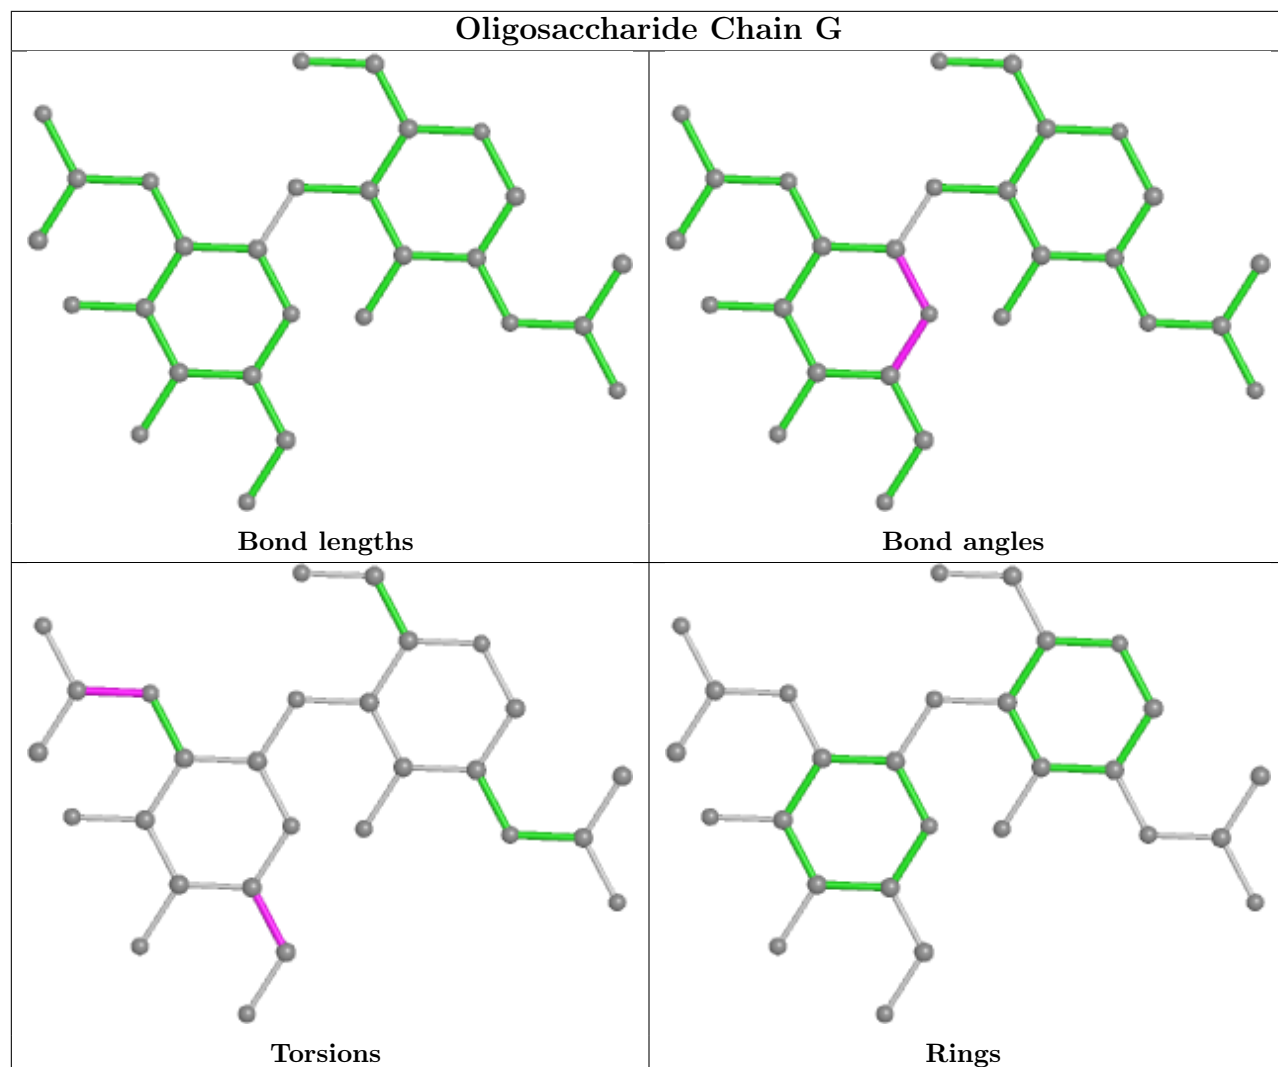 Oligosaccharide Chain G
Bond lengths
Bond angles
Torsions
Rings